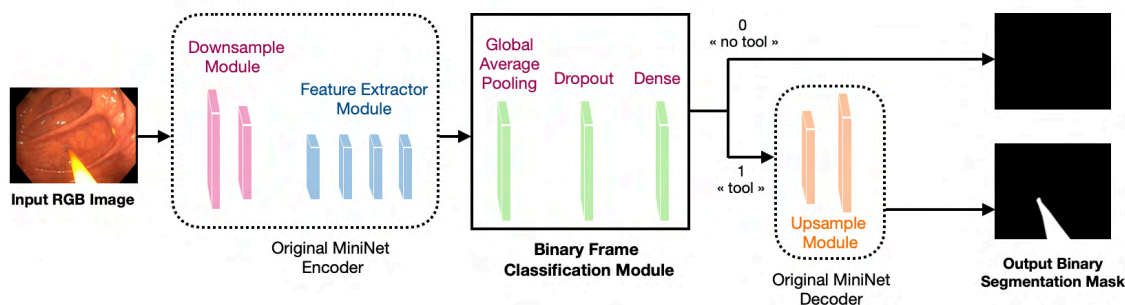 Input RGB Image
Downsample
Module
Feature Extractor
Module
Original MiniNet
Encoder
Global
Average
Pooling
Dropout
Dense
Binary Frame
Classification Module
0
« no tool »
1
« tool »
Upsample
Module
Original MiniNet
Decoder
Output Binary
Segmentation Mask